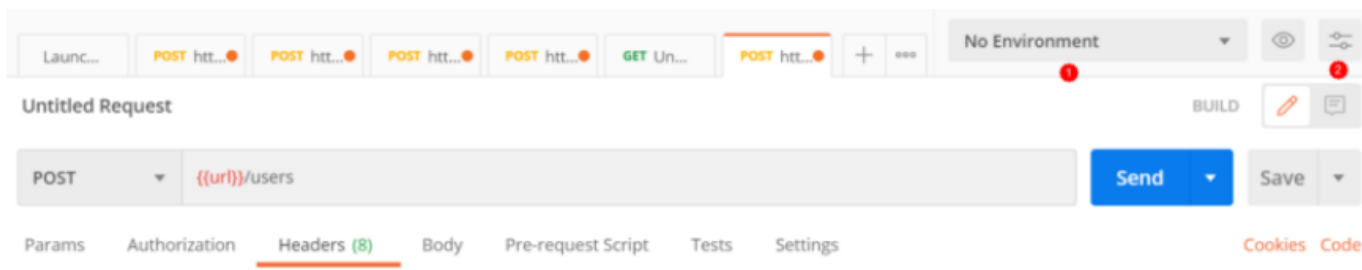 Launc... POST htt... POST htt... POST htt... POST htt... GET Un... POST htt... No Environment
1 2
Untitled Request BUILD
POST {{url}}/users Send Save
Params Authorization Headers (8) Body Pre-request Script Tests Settings Cookies Code